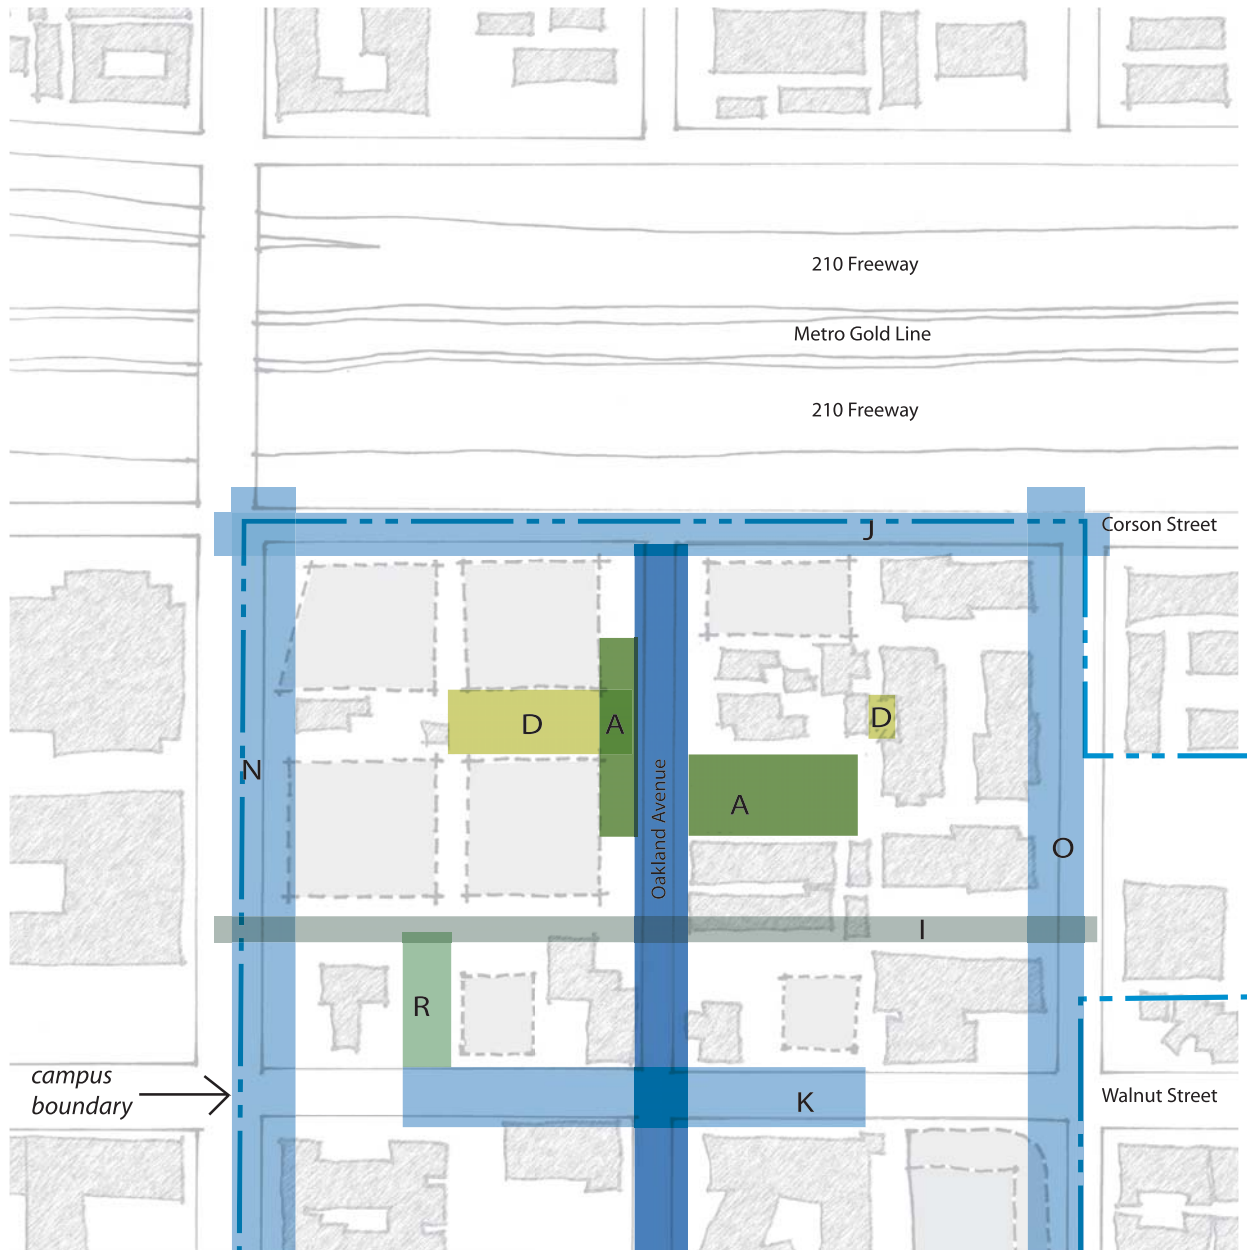 210 Freeway
Metro Gold Line
210 Freeway
Corson Street
J
D
A
D
N
A
Oakland Avenue
O
I
R
campus
boundary
K
Walnut Street